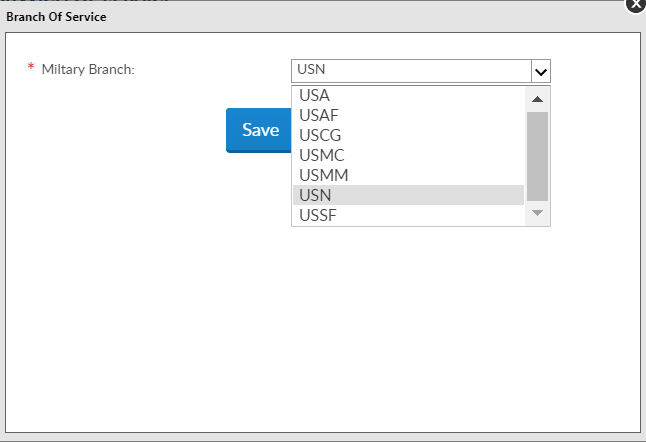 Branch Of Service
* Miltary Branch:
USN
USA
USAF
USCG
USMC
USMM
USN
USSF
Save